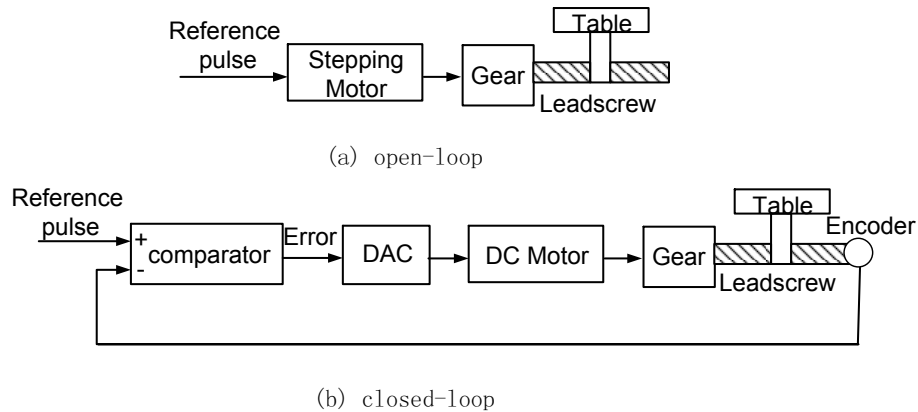 Table
Reference
pulse
Stepping
Motor
Gear
Leadscrew
(a) open-loop
Reference
pulse
+
-
comparator
Error
DAC
DC Motor
Gear
Table
Encoder
Leadscrew
(b) closed-loop